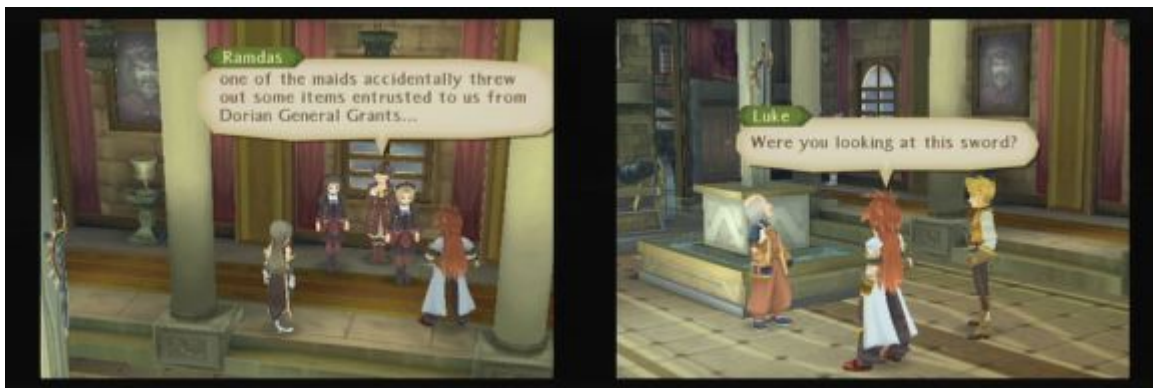 Ramdas
one of the maids accidentally threw
out some items entrusted to us from
Dorian General Grants...
Luke
Were you looking at this sword?